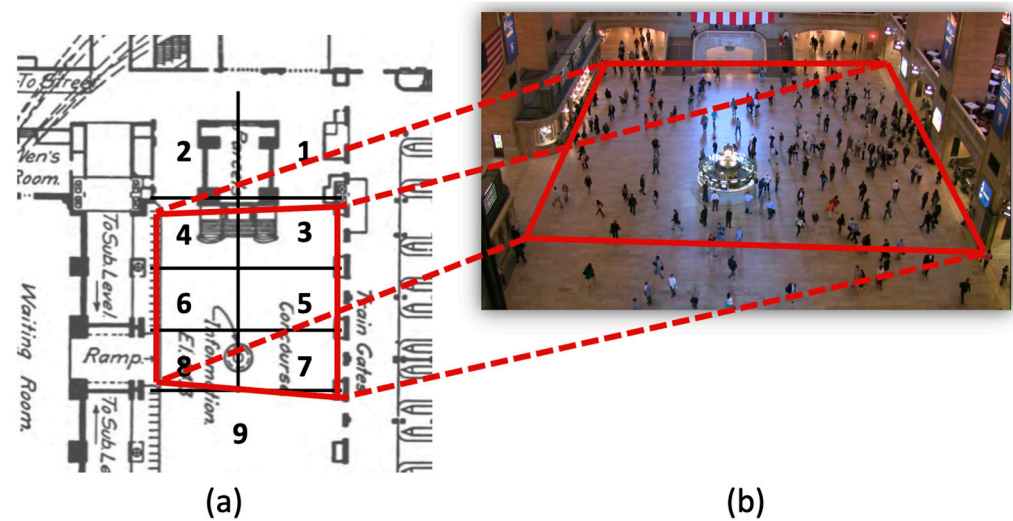 To Street
Men's
Room.
2
1
Parcels
4
3
To Sub Level.
6
5
Waiting Room.
Ramp.
Information
Concourse
Train Gates
8
7
To Sub Le
9
(a)
(b)